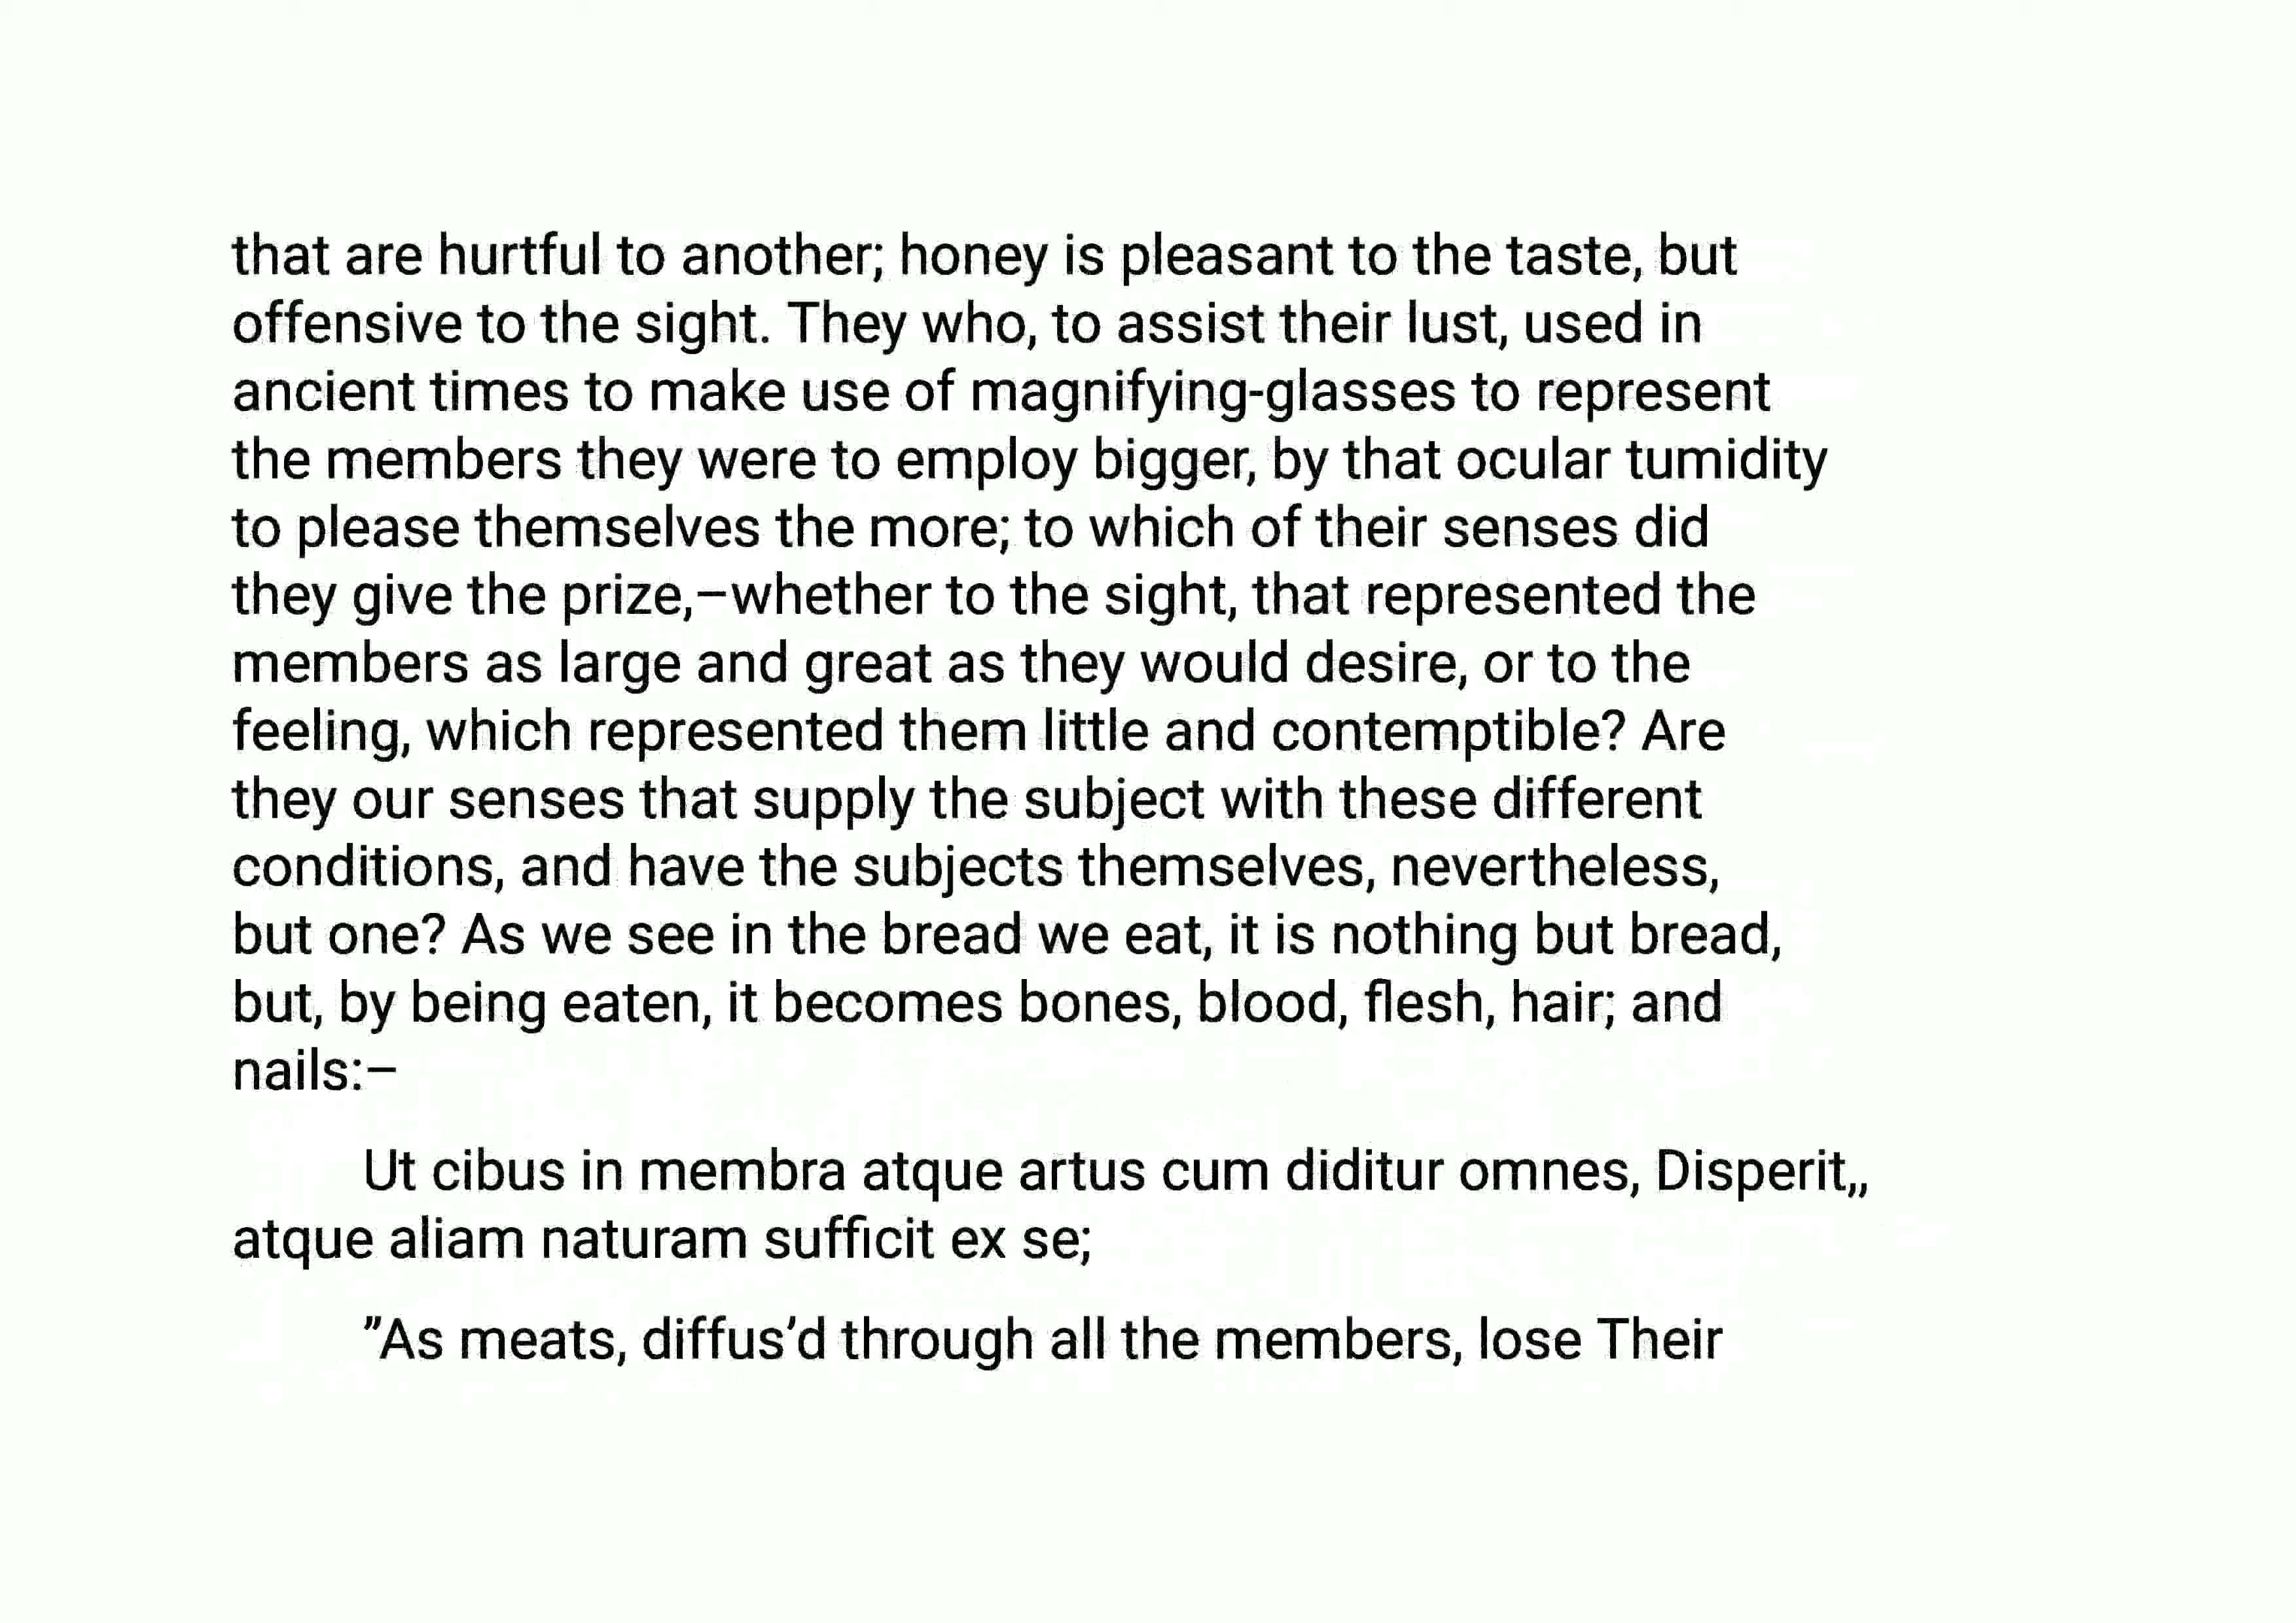 that are hurtful to another; honey is pleasant to the taste, but
offensive to the sight. They who, to assist their lust, used in
ancient times to make use of magnifying-glasses to represent
the members they were to employ bigger, by that ocular tumidity
to please themselves the more; to which of their senses did
they give the prize,–whether to the sight, that represented the
members as large and great as they would desire, or to the
feeling, which represented them little and contemptible? Are
they our senses that supply the subject with these different
conditions, and have the subjects themselves, nevertheless,
but one? As we see in the bread we eat, it is nothing but bread,
but, by being eaten, it becomes bones, blood, flesh, hair; and
nails:–
Ut cibus in membra atque artus cum diditur omnes, Disperit,,
atque aliam naturam sufficit ex se;
”As meats, diffus’d through all the members, lose Their